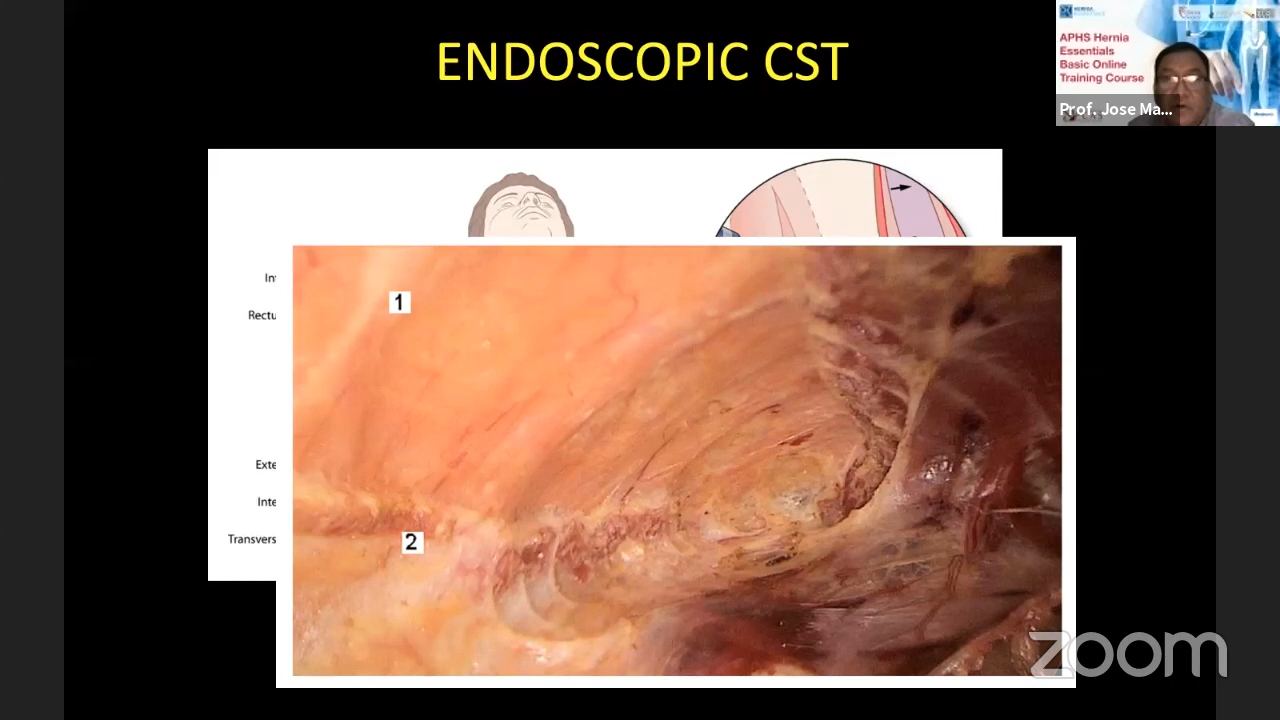 ENDOSCOPIC CST
APHS Hernia
Essentials
Basic Online
Training Course
Prof. Jose Ma...
In
Rectu
Exte
Inte
Transvers
1
2
zoom